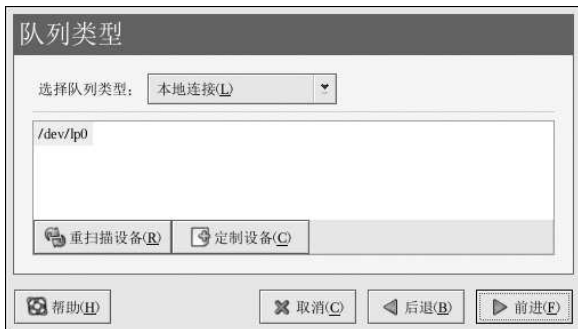 队列类型
选择队列类型: 本地连接(L)
/dev/lp0
重扫描设备(R) 定制设备(C)
帮助(H) 取消(C) 后退(B) 前进(F)